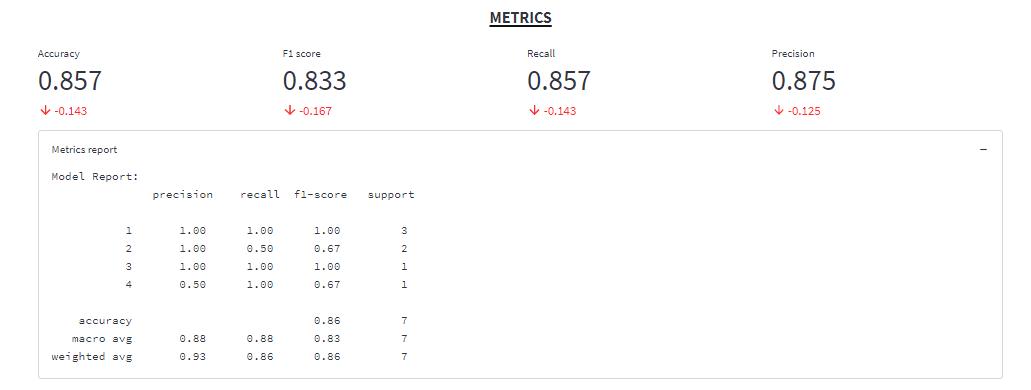 METRICS
Accuracy F1 score Recall Precision
0.857 0.833 0.857 0.875
↓ -0.143 ↓ -0.167 ↓ -0.143 ↓ -0.125
Metrics report −
Model Report:
precision recall f1-score support
1 1.00 1.00 1.00 3
2 1.00 0.50 0.67 2
3 1.00 1.00 1.00 1
4 0.50 1.00 0.67 1
accuracy 0.86 7
macro avg 0.88 0.88 0.83 7
weighted avg 0.93 0.86 0.86 7